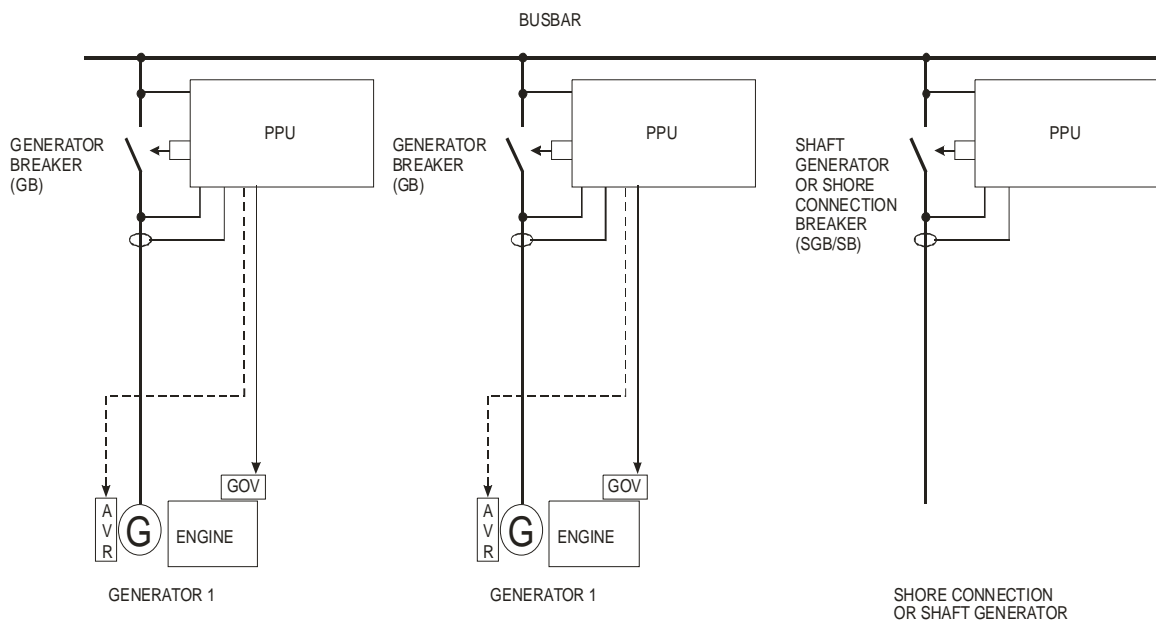 BUSBAR
PPU
PPU
PPU
GENERATOR
BREAKER
(GB)
GENERATOR
BREAKER
(GB)
SHAFT
GENERATOR
OR SHORE
CONNECTION
BREAKER
(SGB/SB)
GOV
GOV
A
V
R
G
ENGINE
A
V
R
G
ENGINE
GENERATOR 1
GENERATOR 1
SHORE CONNECTION
OR SHAFT GENERATOR